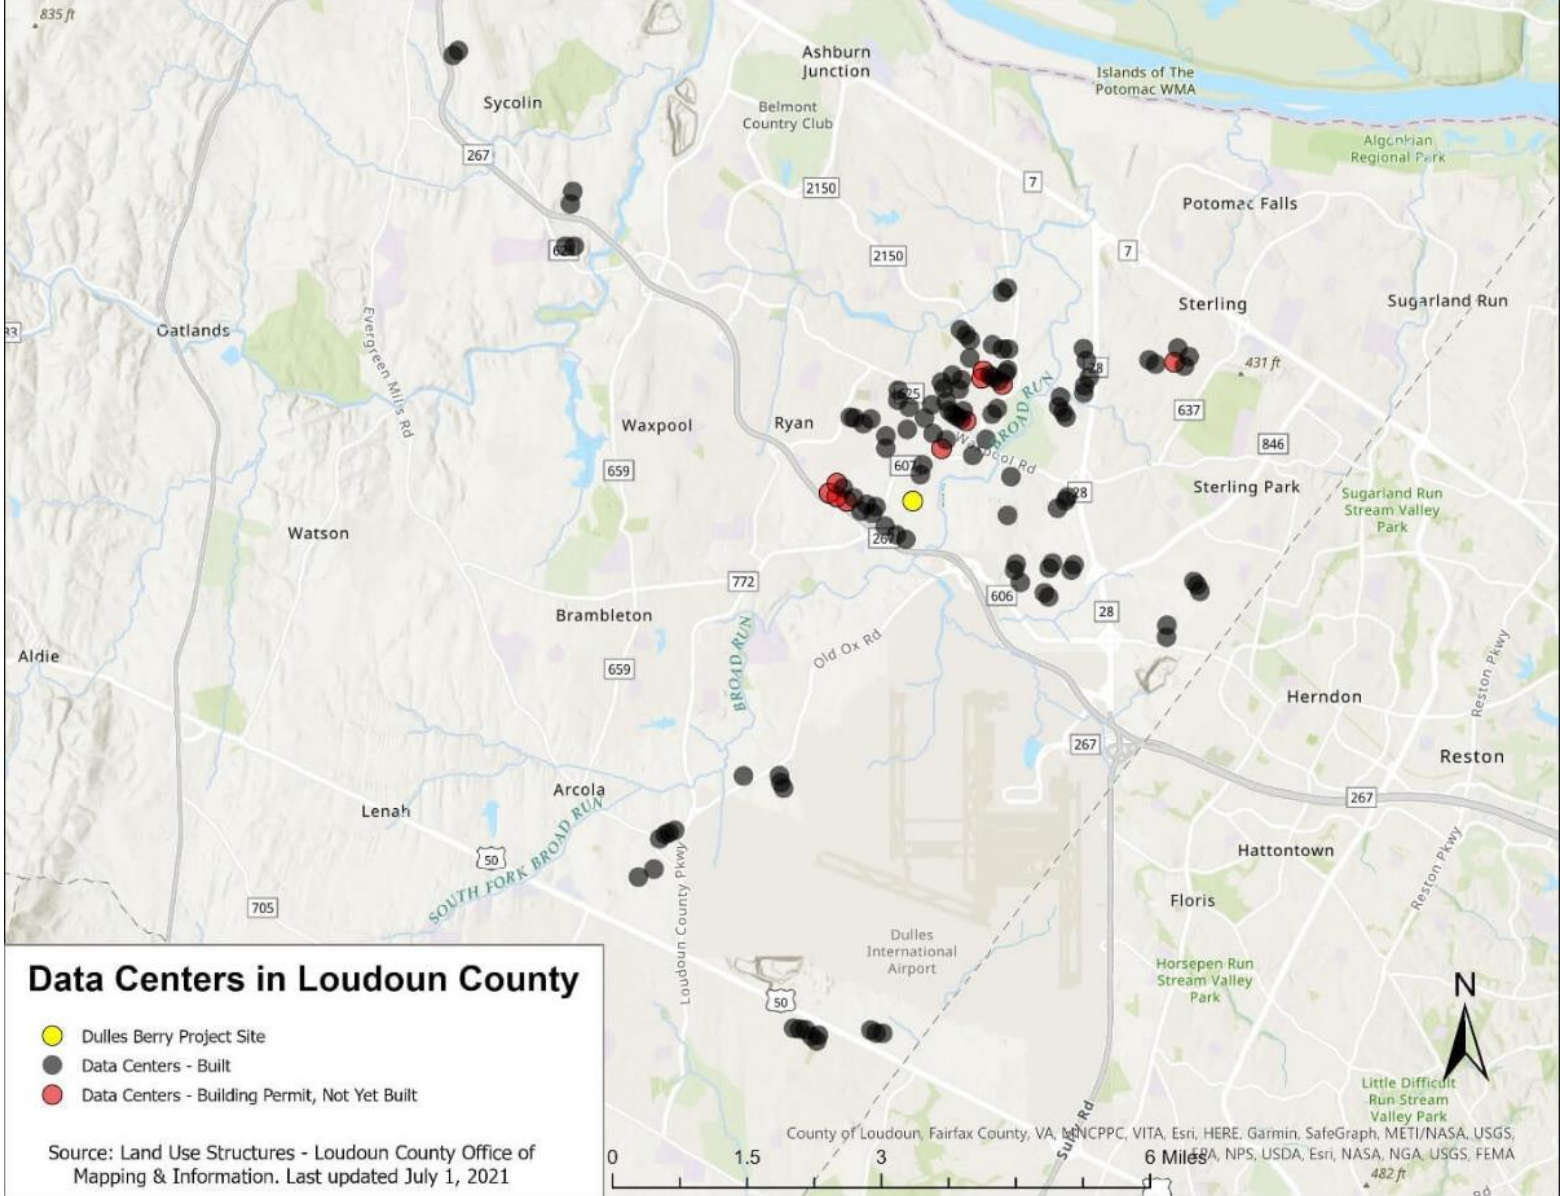 835 ft
Ashburn
Junction
Islands of The
Potomac WMA
Sycolin
Belmont
Country Club
Algonkian
Regional Park
267
2150
7
Potomac Falls
7
2150
Sterling
Sugarland Run
Oatlands
Evergreen Mills Rd
431 ft
28
625
BROAD RUN
637
Waxpool
Ryan
846
Waxpool Rd
607
659
28
Sterling Park
Sugarland Run
Stream Valley
Park
Watson
267
772
606
28
Brambleton
BROAD RUN
Old Ox Rd
Aldie
659
Reston Pkwy
Herndon
267
Reston
Arcola
267
Lenah
50
SOUTH FORK BROAD RUN
Loudoun County Pkwy
Hattontown
Reston Pkwy
Floris
705
Dulles
International
Airport
Horsepen Run
Stream Valley
Park
50
N
Data Centers in Loudoun County
Dulles Berry Project Site
Data Centers - Built
Data Centers - Building Permit, Not Yet Built
Source: Land Use Structures - Loudoun County Office of
Mapping & Information. Last updated July 1, 2021
Little Difficult
Run Stream
Valley Park
Sully Rd
County of Loudoun, Fairfax County, VA, MNCPPC, VITA, Esri, HERE, Garmin, SafeGraph, METI/NASA, USGS,
EPA, NPS, USDA, Esri, NASA, NGA, USGS, FEMA
0 1.5 3 6 Miles
482 ft
Rd